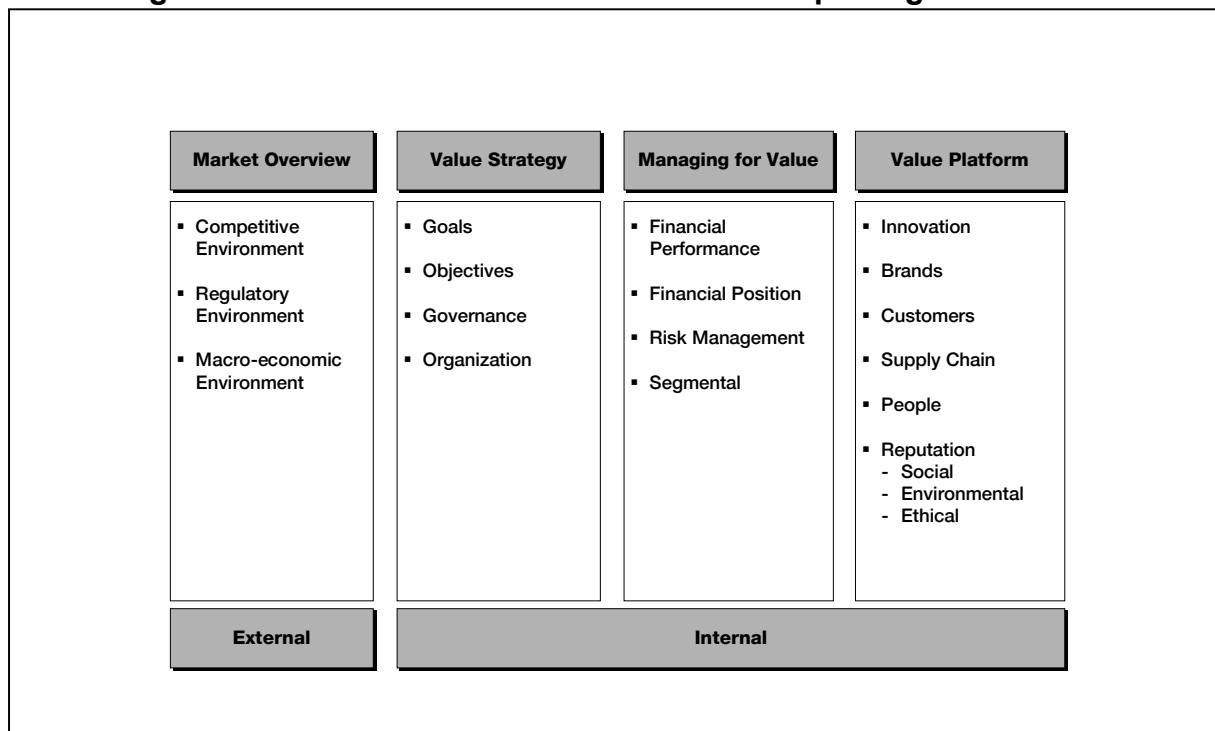 Market Overview
Value Strategy
Managing for Value
Value Platform
▪ Competitive
Environment
▪ Regulatory
Environment
▪ Macro-economic
Environment
▪ Goals
▪ Objectives
▪ Governance
▪ Organization
▪ Financial
Performance
▪ Financial Position
▪ Risk Management
▪ Segmental
▪ Innovation
▪ Brands
▪ Customers
▪ Supply Chain
▪ People
▪ Reputation
- Social
- Environmental
- Ethical
External
Internal